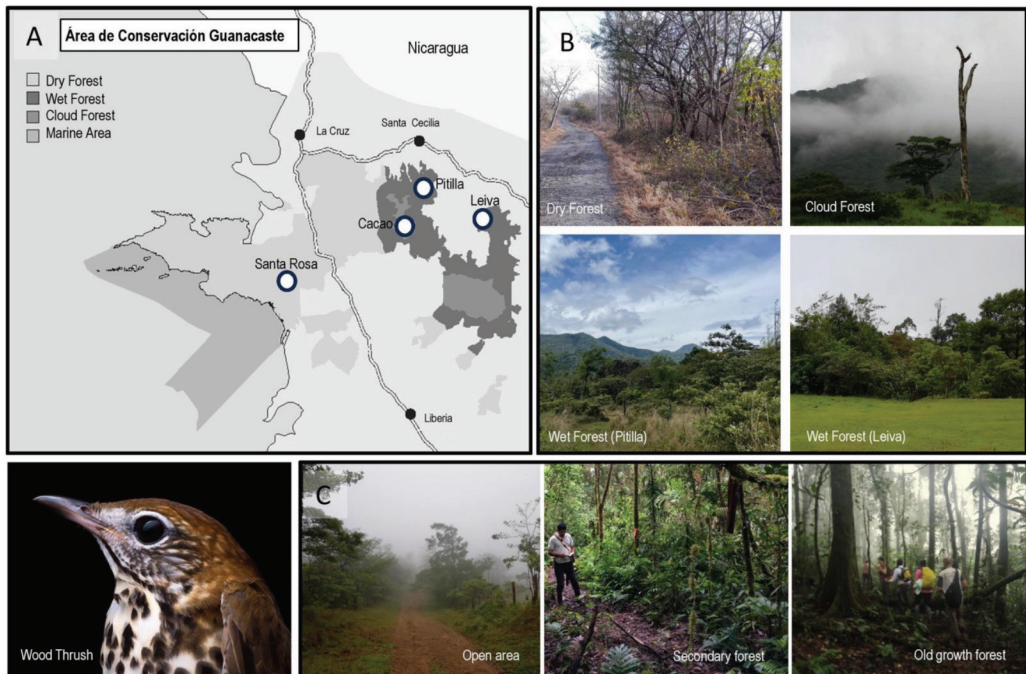 A
Área de Conservación Guanacaste
Dry Forest
Wet Forest
Cloud Forest
Marine Area
Nicaragua
La Cruz
Santa Cecilia
Pitilla
Leiva
Cacao
Santa Rosa
Liberia
B
Dry Forest
Cloud Forest
Wet Forest (Pitilla)
Wet Forest (Leiva)
Wood Thrush
C
Open area
Secondary forest
Old growth forest